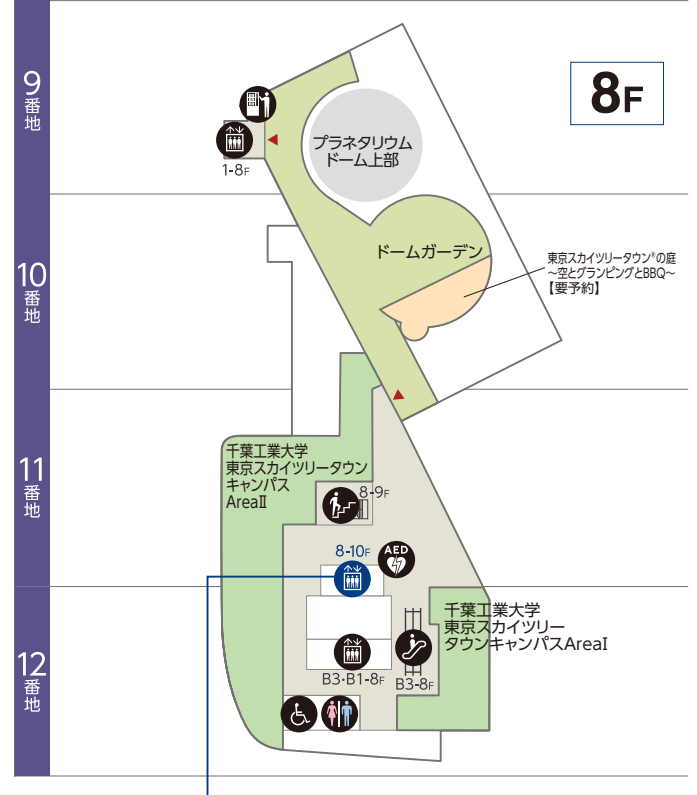 9
番
地
8F
プラネタリウム
ドーム上部
1-8F
10
番
地
ドームガーデン
東京スカイツリータウン®の庭
～空とグランピングとBBQ～
【要予約】
11
番
地
千葉工業大学
東京スカイツリータウン
キャンパス
AreaⅡ
8-9F
8-10F
AED
12
番
地
千葉工業大学
東京スカイツリー
タウンキャンパスAreaⅠ
B3・B1-8F
B3-8F